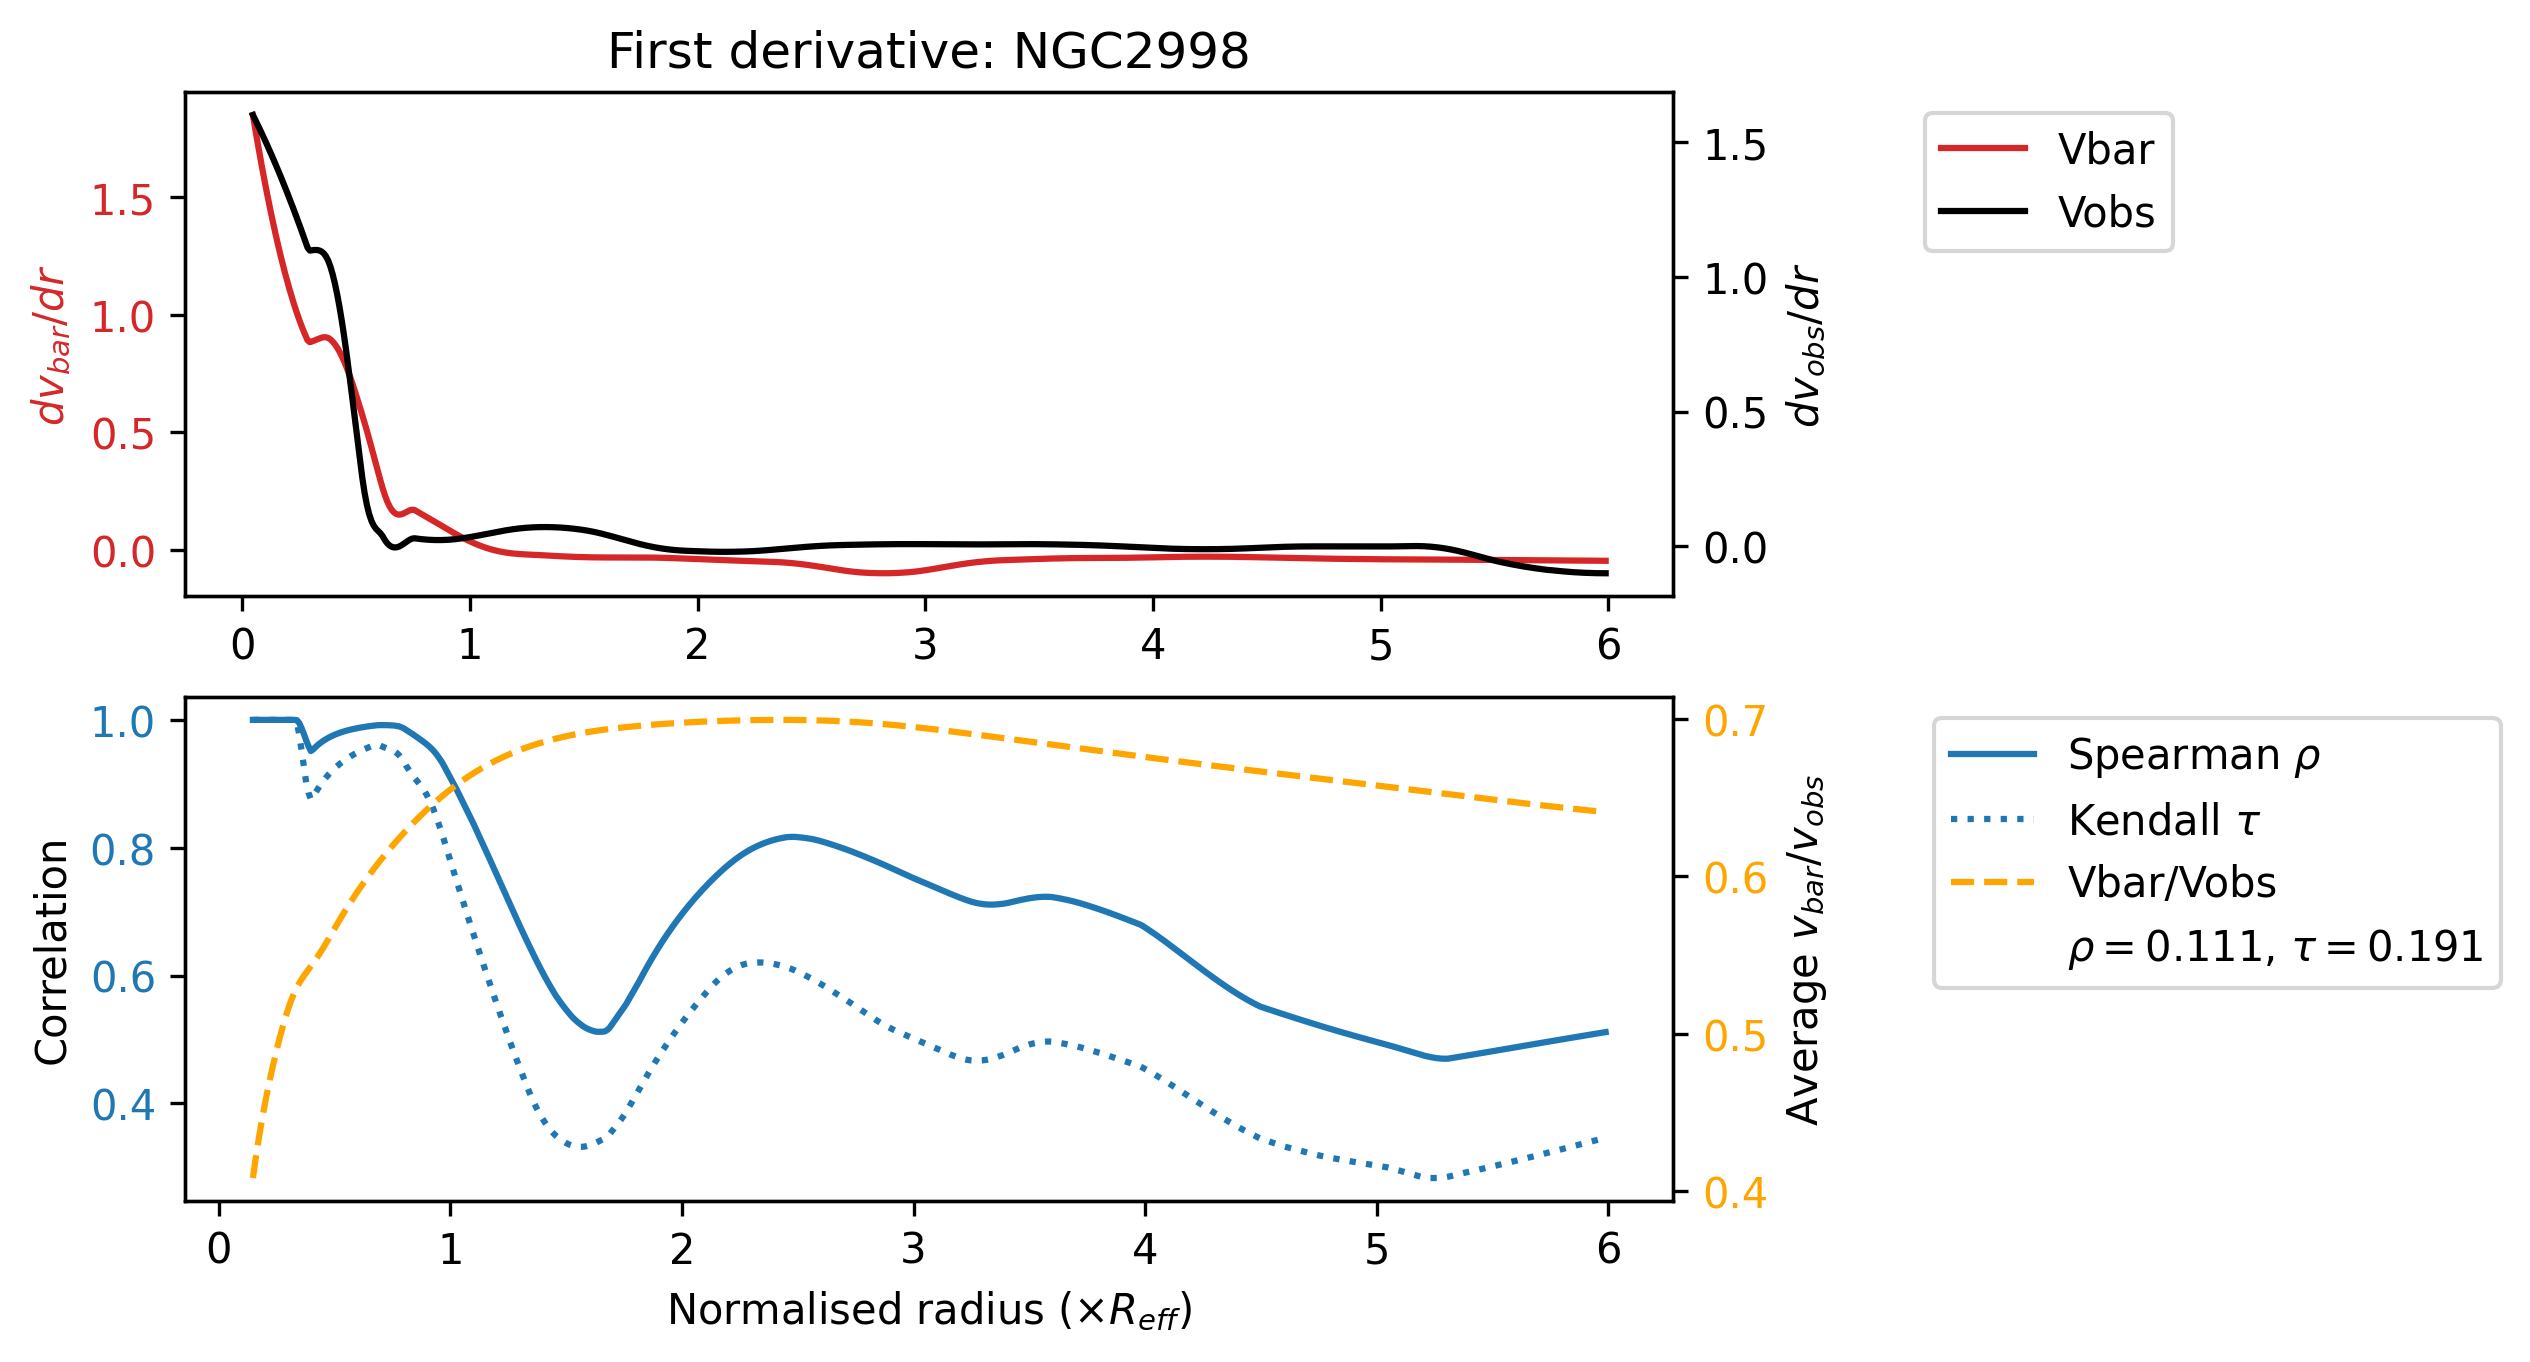 First derivative: NGC2998
dv_bar/dr
1.5
1.0
0.5
0.0
1.5
1.0
0.5
0.0
dv_obs/dr
0 1 2 3 4 5 6
Vbar
Vobs
Correlation
1.0
0.8
0.6
0.4
0.7
0.6
0.5
0.4
Average v_bar/v_obs
0 1 2 3 4 5 6
Normalised radius (×R_eff)
Spearman ρ
Kendall τ
Vbar/Vobs
ρ = 0.111, τ = 0.191